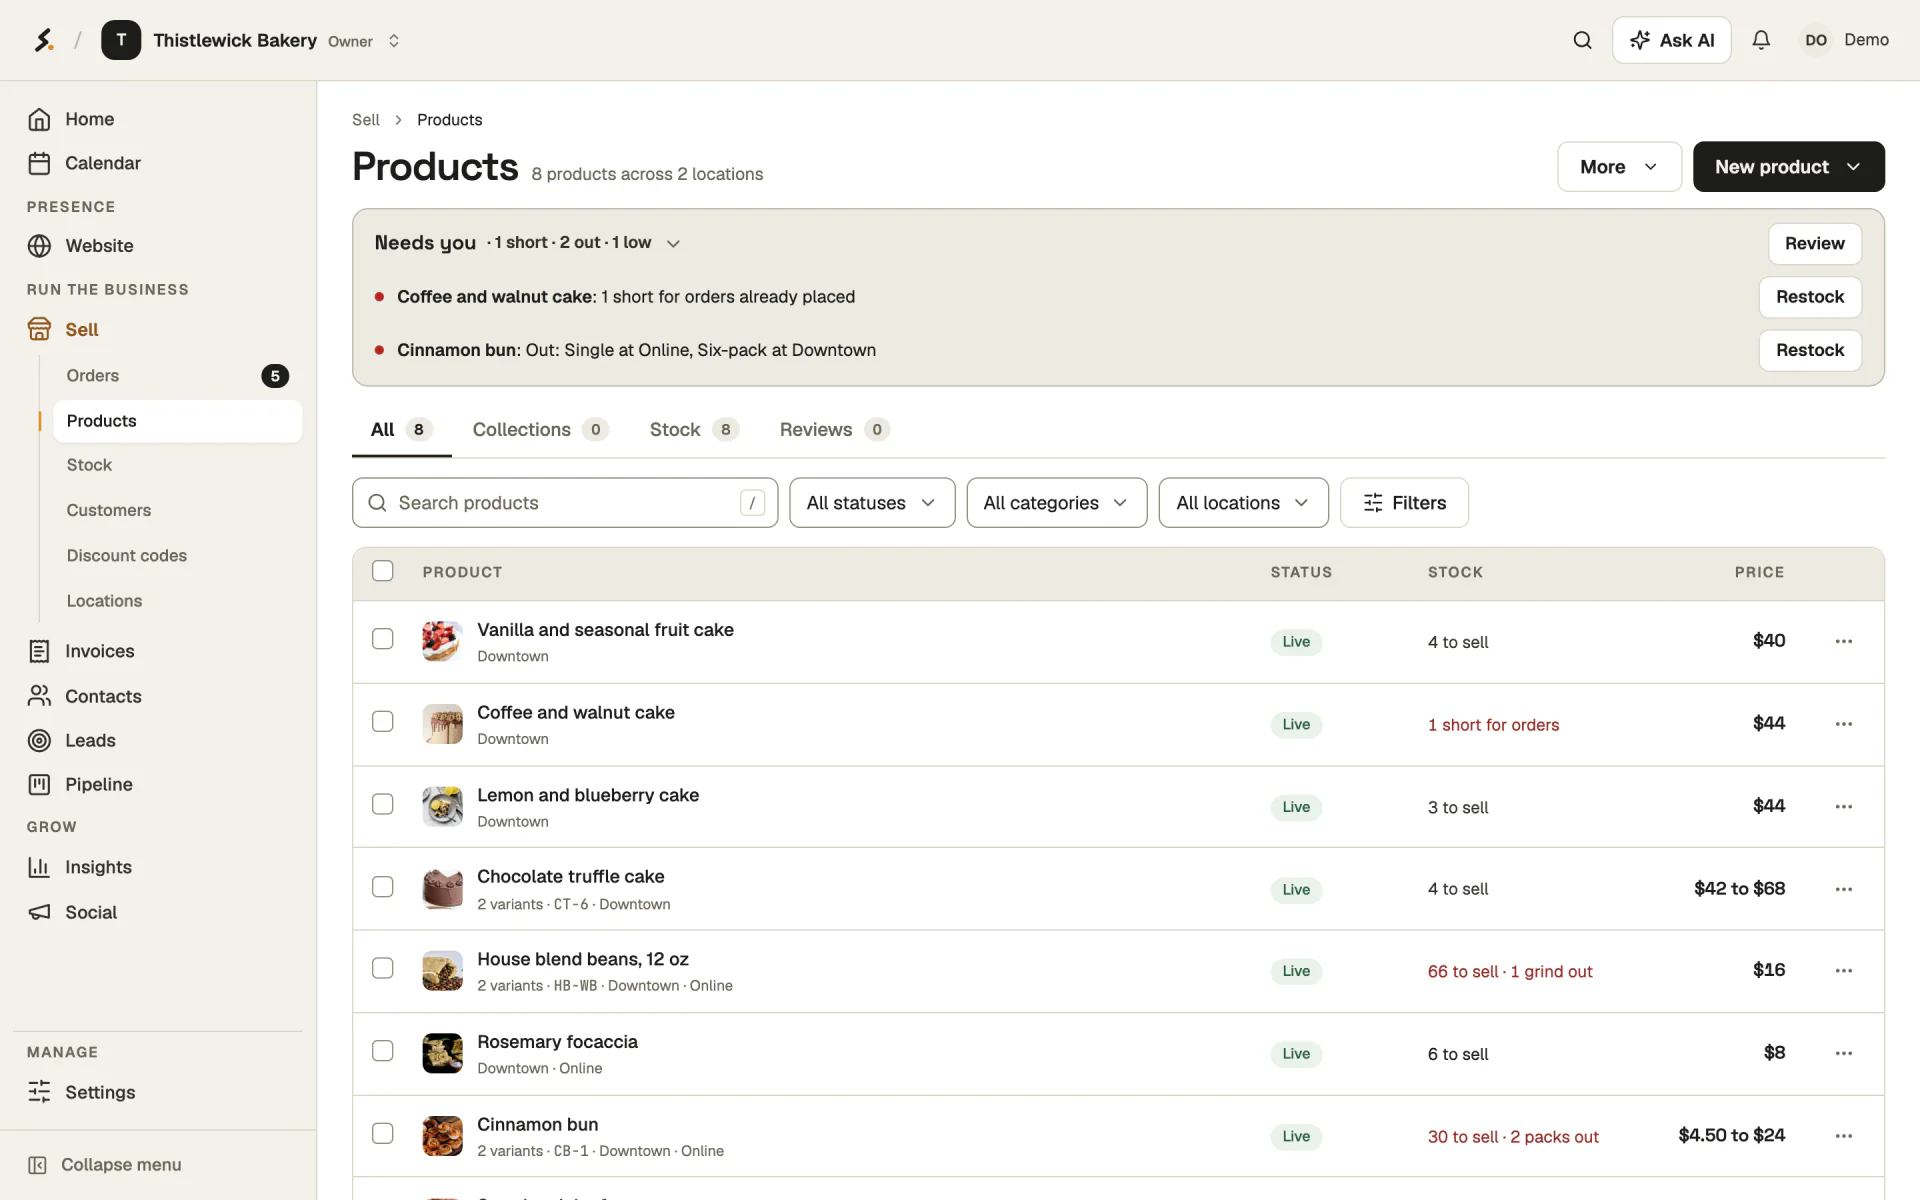 / T Thistlewick Bakery Owner
Ask AI DO Demo
Home
Calendar
PRESENCE
Website
RUN THE BUSINESS
Sell
Orders 5
Products
Stock
Customers
Discount codes
Locations
Invoices
Contacts
Leads
Pipeline
GROW
Insights
Social
MANAGE
Settings
Collapse menu
Sell > Products
Products 8 products across 2 locations
More New product
Needs you · 1 short · 2 out · 1 low Review
Coffee and walnut cake: 1 short for orders already placed Restock
Cinnamon bun: Out: Single at Online, Six-pack at Downtown Restock
All 8 Collections 0 Stock 8 Reviews 0
Search products / All statuses All categories All locations Filters
PRODUCT STATUS STOCK PRICE
Vanilla and seasonal fruit cake Live 4 to sell $40
Downtown
Coffee and walnut cake Live 1 short for orders $44
Downtown
Lemon and blueberry cake Live 3 to sell $44
Downtown
Chocolate truffle cake Live 4 to sell $42 to $68
2 variants · CT-6 · Downtown
House blend beans, 12 oz Live 66 to sell · 1 grind out $16
2 variants · HB-WB · Downtown · Online
Rosemary focaccia Live 6 to sell $8
Downtown · Online
Cinnamon bun Live 30 to sell · 2 packs out $4.50 to $24
2 variants · CB-1 · Downtown · Online